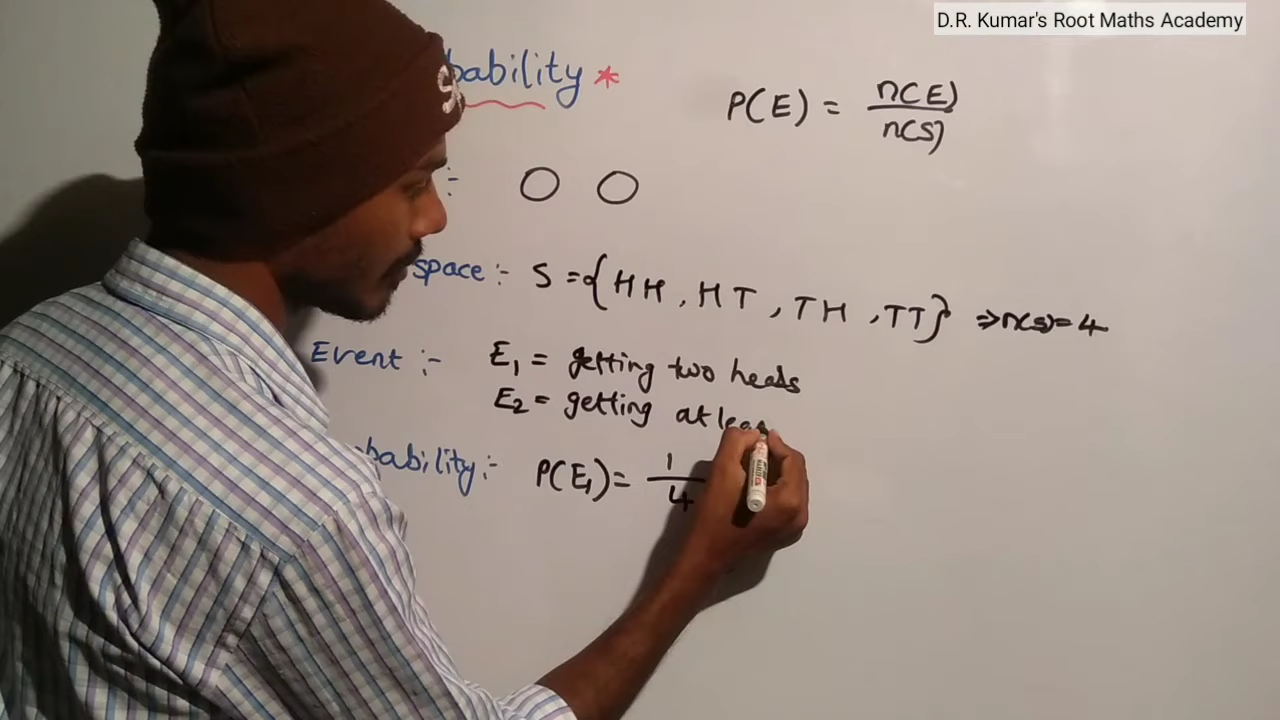 D.R. Kumar's Root Maths Academy
bability *
P(E) = n(E) / n(S)
:-
space :- S = {HH, HT, TH, TT} ⇒ n(s) = 4
Event :- E₁ = getting two heads
E₂ = getting at leas
bability :- P(E₁) = 1 / 4